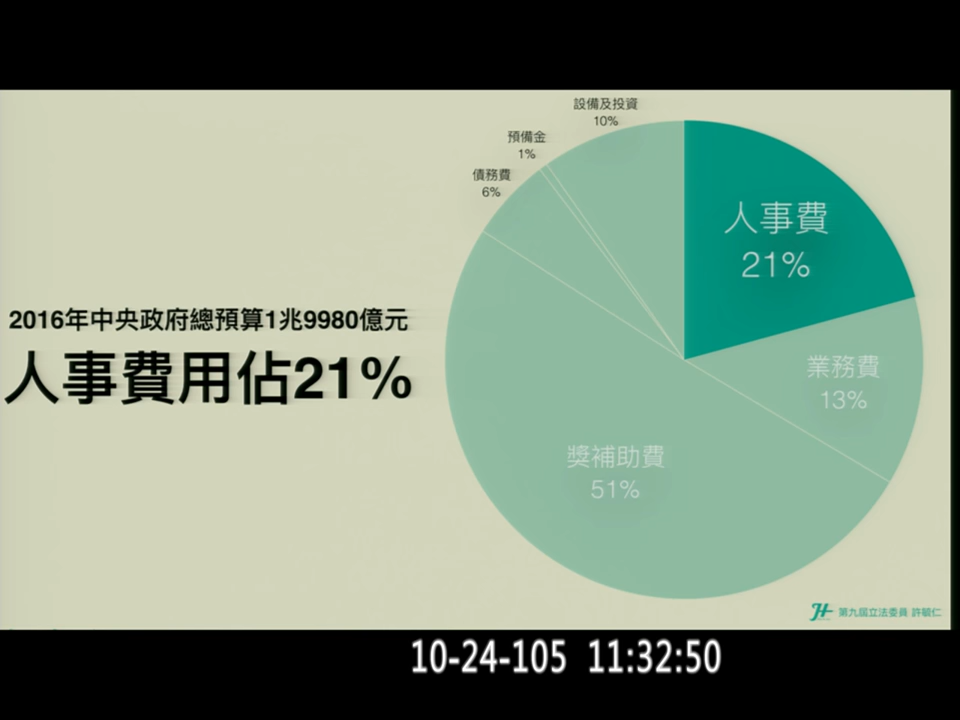 設備及投資
10%
預備金
1%
債務費
6%
人事費
21%
2016年中央政府總預算1兆9980億元
人事費用佔21%
業務費
13%
獎補助費
51%
第九屆立法委員 許毓仁
10-24-105 11:32:50